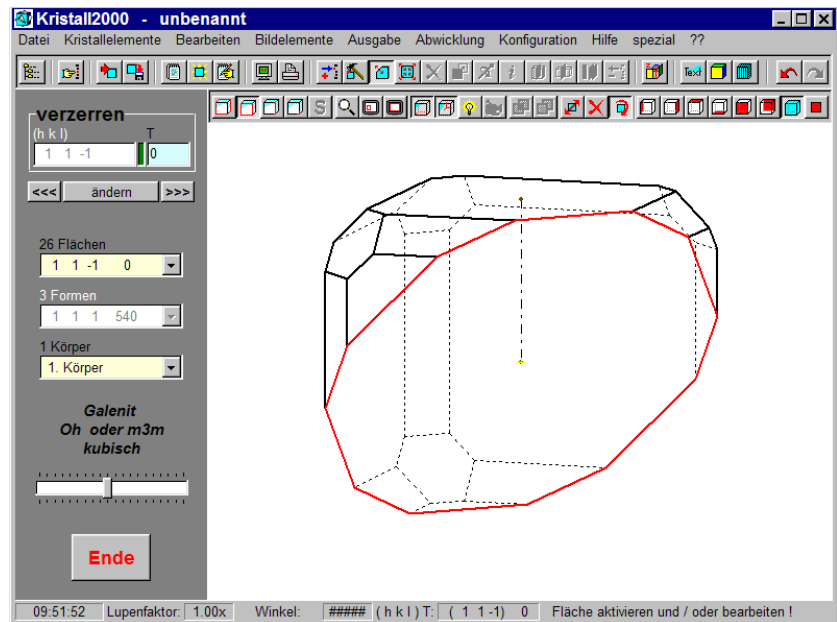 Kristall2000 - unbenannt
Datei Kristallelemente Bearbeiten Bildelemente Ausgabe Abwicklung Konfiguration Hilfe spezial ??
i Text
S
verzerren
(h k l) T
1 1 -1 0
<<< ändern >>>
26 Flächen
1 1 -1 0
3 Formen
1 1 1 540
1 Körper
1. Körper
Galenit
Oh oder m3m
kubisch
Ende
09:51:52 Lupenfaktor: 1.00x Winkel: ##### ( h k l ) T: ( 1 1 -1) 0 Fläche aktivieren und / oder bearbeiten !